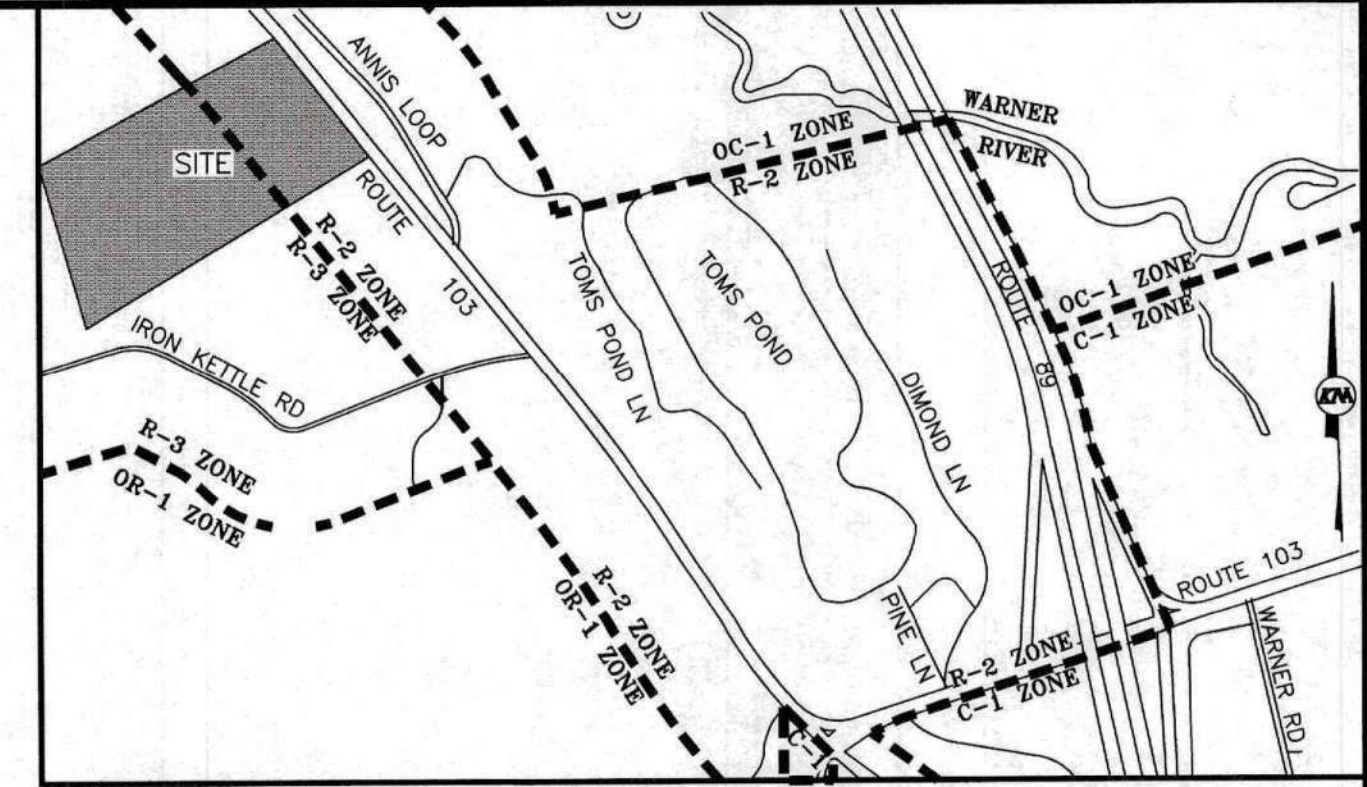 ANNIS LOOP
WARNER
RIVER
OC-1 ZONE
R-2 ZONE
SITE
ROUTE
103
R-2 ZONE
R-3 ZONE
TOMS POND LN
TOMS POND
ROUTE
89
OC-1 ZONE
C-1 ZONE
IRON KETTLE RD
DIMOND LN
KNA
R-3 ZONE
OR-1 ZONE
R-2 ZONE
OR-1 ZONE
PINE LN
ROUTE 103
WARNER RD
R-2 ZONE
C-1 ZONE
C-1